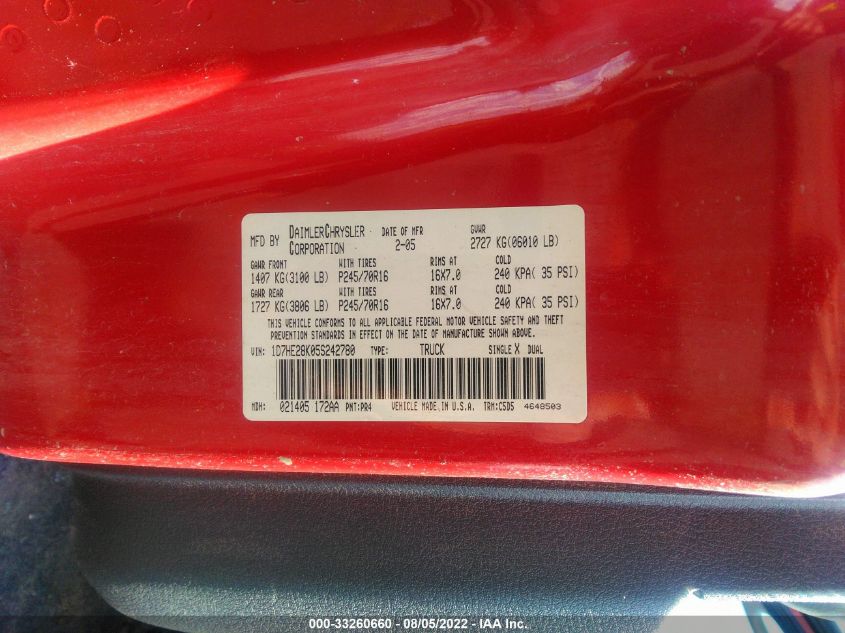 MFD BY DAIMLERCHRYSLER CORPORATION DATE OF MFR 2-05 GVWR 2727 KG(06010 LB)
GAWR FRONT WITH TIRES RIMS AT COLD
1407 KG(3100 LB) P245/70R16 16X7.0 240 KPA( 35 PSI)
GAWR REAR WITH TIRES RIMS AT COLD
1727 KG(3806 LB) P245/70R16 16X7.0 240 KPA( 35 PSI)
THIS VEHICLE CONFORMS TO ALL APPLICABLE FEDERAL MOTOR VEHICLE SAFETY AND THEFT
PREVENTION STANDARDS IN EFFECT ON THE DATE OF MANUFACTURE SHOWN ABOVE.
VIN: 1D7HE28K05S242780 TYPE: TRUCK SINGLE X DUAL
MDH: 021405 172AA PNT:PR4 VEHICLE MADE IN U.S.A. TRM:C5D5 4648503
000-33260660 - 08/05/2022 - IAA Inc.